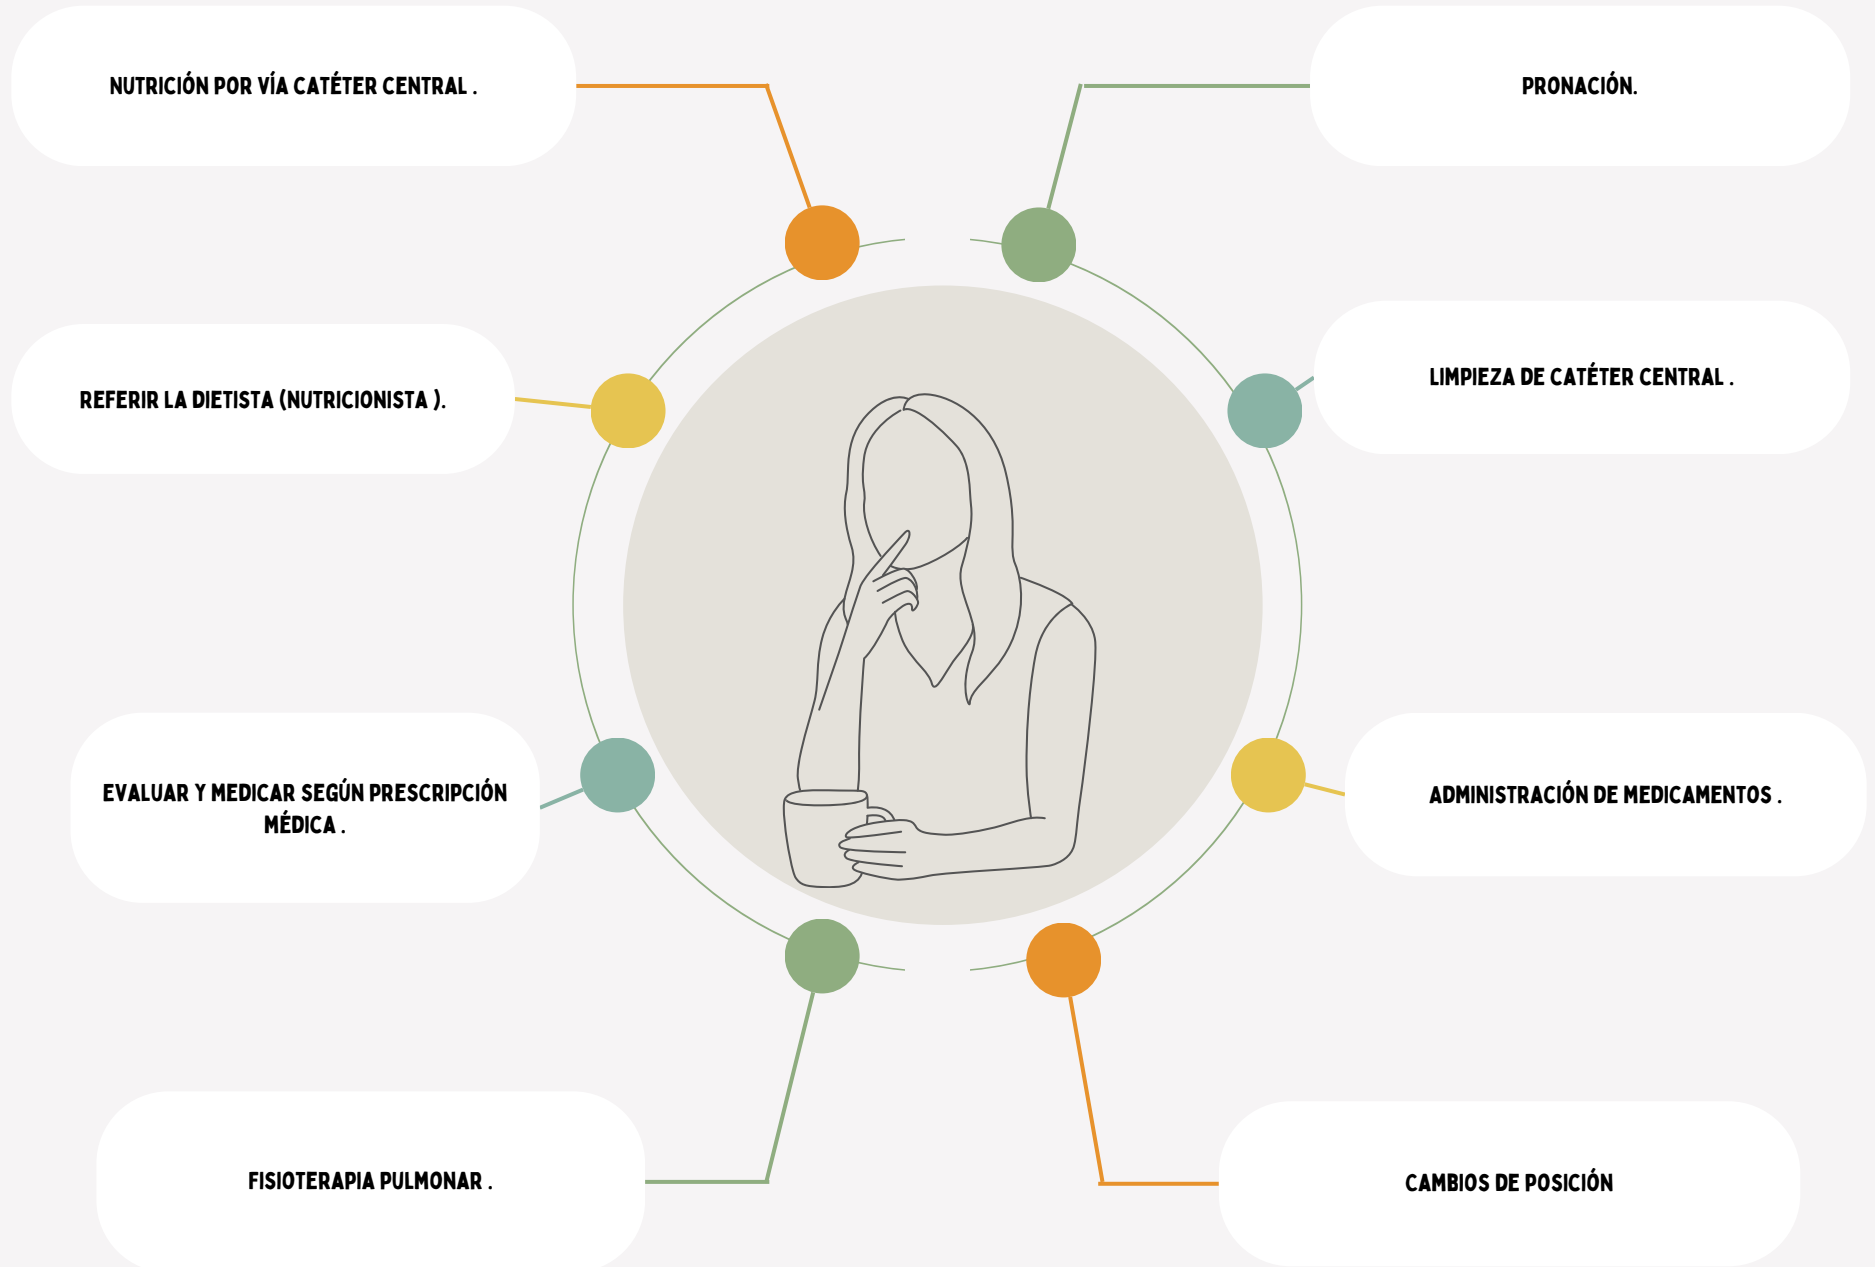 NUTRICIÓN POR VÍA CATÉTER CENTRAL .
PRONACIÓN.
REFERIR LA DIETISTA (NUTRICIONISTA ).
LIMPIEZA DE CATÉTER CENTRAL .
EVALUAR Y MEDICAR SEGÚN PRESCRIPCIÓN
MÉDICA .
ADMINISTRACIÓN DE MEDICAMENTOS .
FISIOTERAPIA PULMONAR .
CAMBIOS DE POSICIÓN